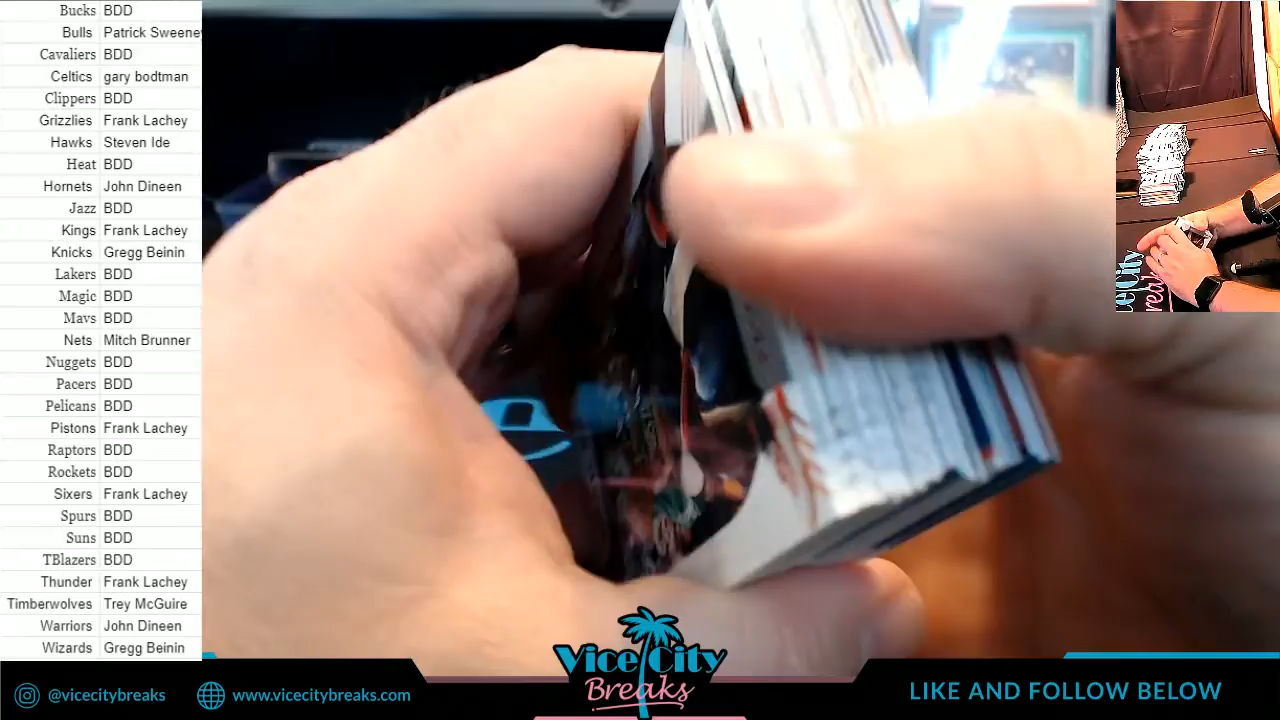 Bucks BDD
Bulls Patrick Sweene
Cavaliers BDD
Celtics gary bodtman
Clippers BDD
Grizzlies Frank Lachey
Hawks Steven Ide
Heat BDD
Hornets John Dineen
Jazz BDD
Kings Frank Lachey
Knicks Gregg Beinin
Lakers BDD
Magic BDD
Mavs BDD
Nets Mitch Brunner
Nuggets BDD
Pacers BDD
Pelicans BDD
Pistons Frank Lachey
Raptors BDD
Rockets BDD
Sixers Frank Lachey
Spurs BDD
Suns BDD
TBlazers BDD
Thunder Frank Lachey
Timberwolves Trey McGuire
Warriors John Dineen
Wizards Gregg Beinin
Vice City
Breaks
@vicecitybreaks
www.vicecitybreaks.com
LIKE AND FOLLOW BELOW